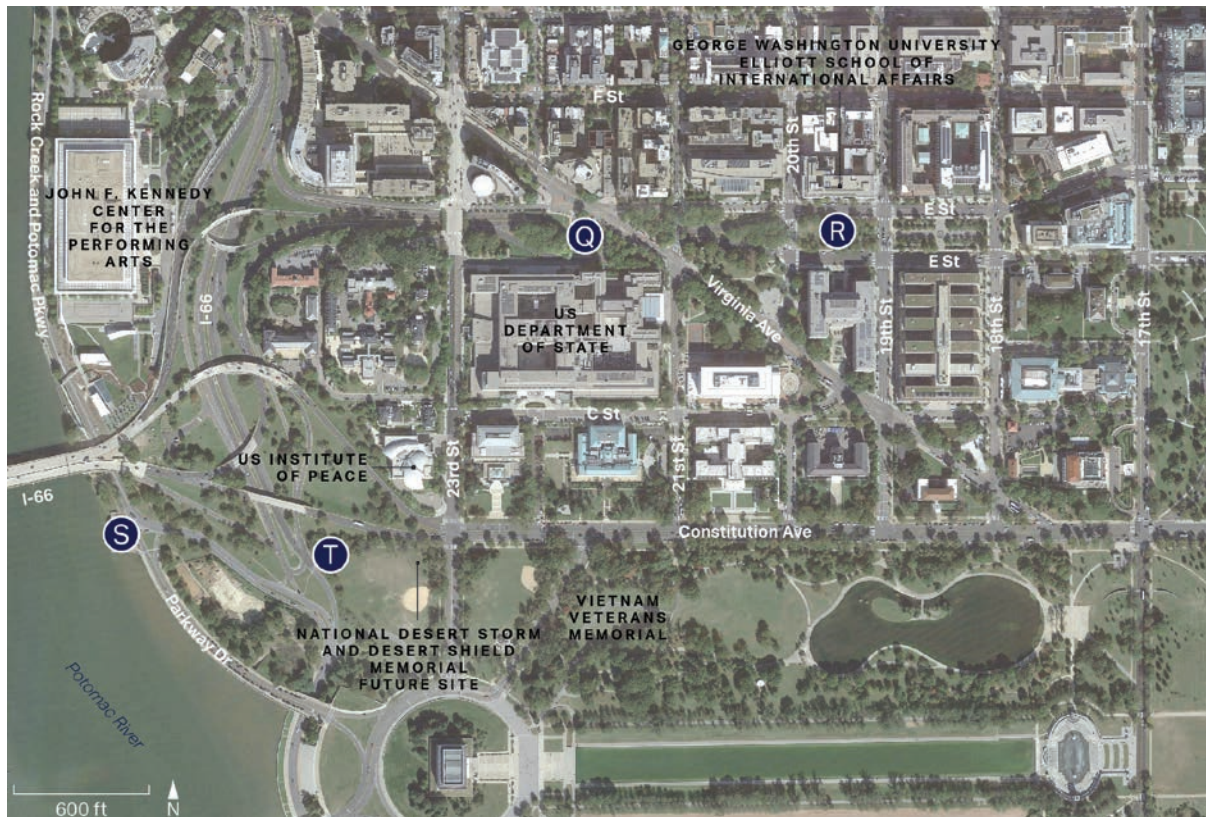 GEORGE WASHINGTON UNIVERSITY
ELLIOTT SCHOOL OF
INTERNATIONAL AFFAIRS
F St
20th St
Rock Creek and Potomac Pkwy
JOHN F. KENNEDY
CENTER
FOR THE
PERFORMING
ARTS
E St
Q
R
E St
I-66
Virginia Ave
US
DEPARTMENT
OF STATE
19th St
18th St
17th St
C St
US INSTITUTE
OF PEACE
23rd St
21st St
I-66
S
T
Constitution Ave
Parkway Dr
VIETNAM
VETERANS
MEMORIAL
NATIONAL DESERT STORM
AND DESERT SHIELD
MEMORIAL
FUTURE SITE
Potomac River
600 ft
N